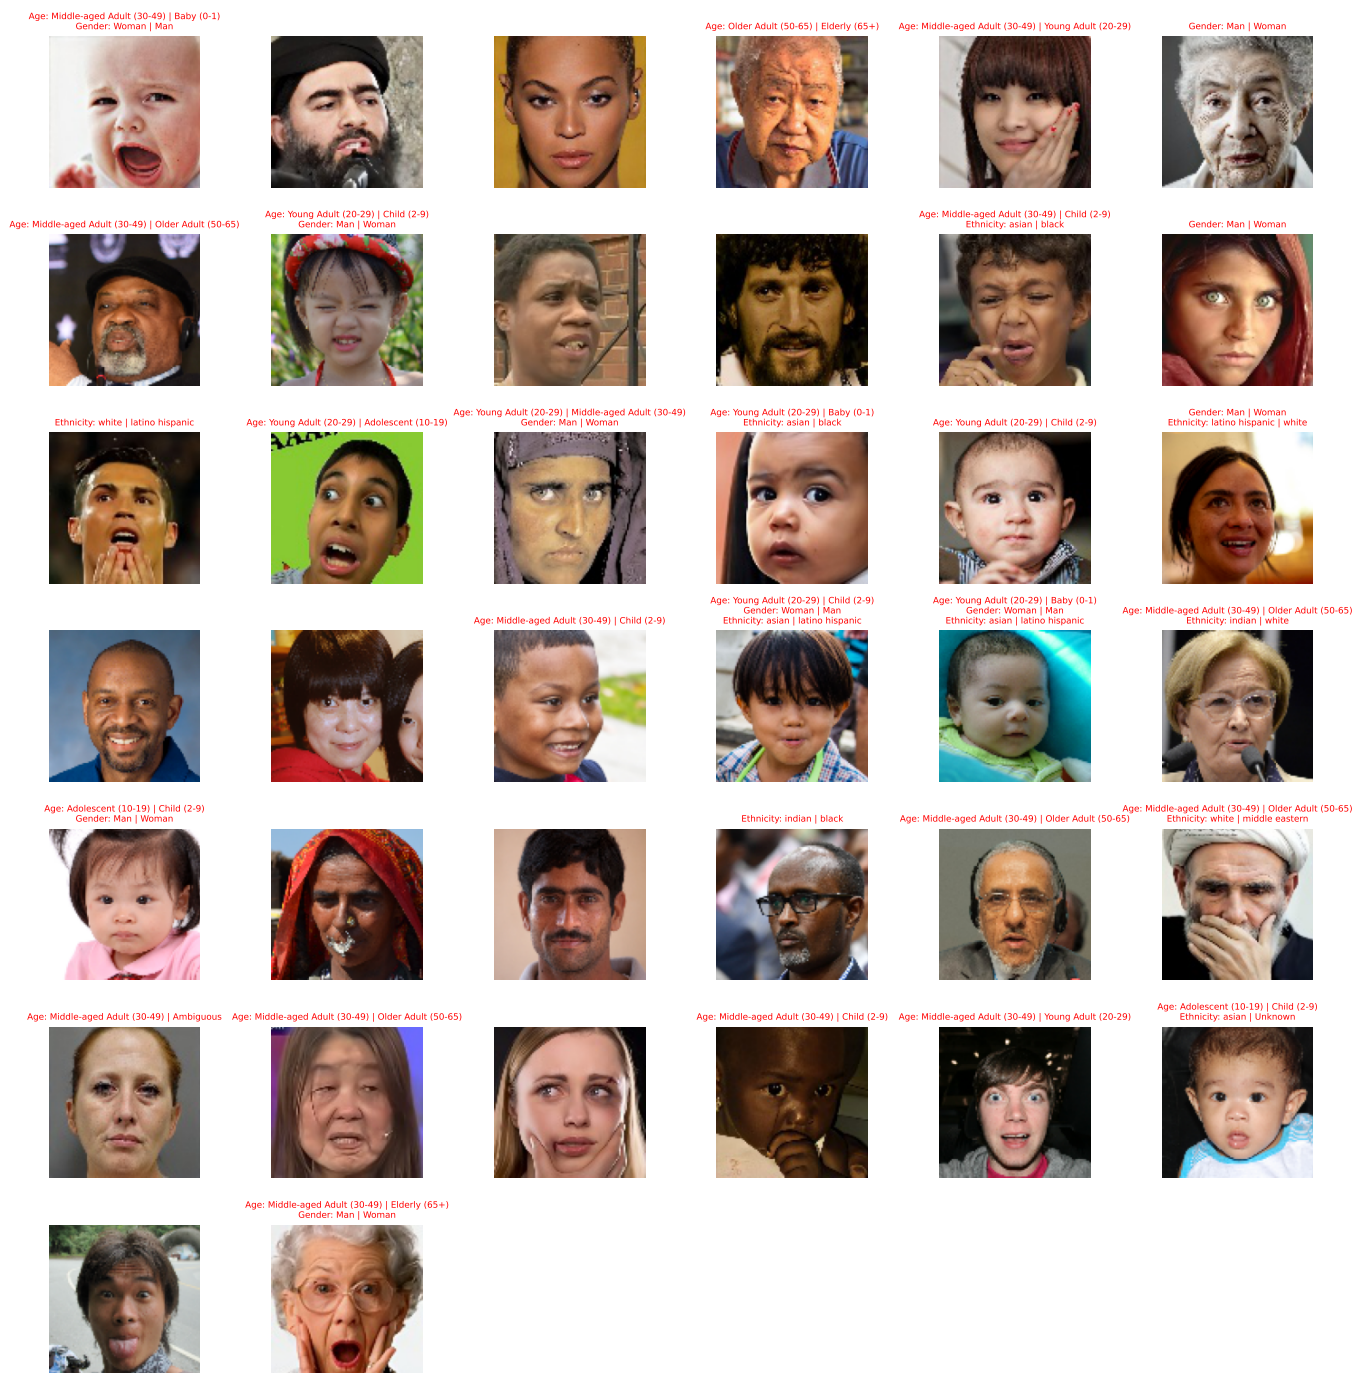 Age: Middle-aged Adult (30-49) | Baby (0-1)
Gender: Woman | Man
Age: Older Adult (50-65) | Elderly (65+)
Age: Middle-aged Adult (30-49) | Young Adult (20-29)
Gender: Man | Woman
Age: Middle-aged Adult (30-49) | Older Adult (50-65)
Age: Young Adult (20-29) | Child (2-9)
Gender: Man | Woman
Age: Middle-aged Adult (30-49) | Child (2-9)
Ethnicity: asian | black
Gender: Man | Woman
Ethnicity: white | latino hispanic
Age: Young Adult (20-29) | Adolescent (10-19)
Age: Young Adult (20-29) | Middle-aged Adult (30-49)
Gender: Man | Woman
Age: Young Adult (20-29) | Baby (0-1)
Ethnicity: asian | black
Age: Young Adult (20-29) | Child (2-9)
Gender: Man | Woman
Ethnicity: latino hispanic | white
Age: Middle-aged Adult (30-49) | Child (2-9)
Age: Young Adult (20-29) | Child (2-9)
Gender: Woman | Man
Ethnicity: asian | latino hispanic
Age: Young Adult (20-29) | Baby (0-1)
Gender: Woman | Man
Ethnicity: asian | latino hispanic
Age: Middle-aged Adult (30-49) | Older Adult (50-65)
Ethnicity: indian | white
Age: Adolescent (10-19) | Child (2-9)
Gender: Man | Woman
Ethnicity: indian | black
Age: Middle-aged Adult (30-49) | Older Adult (50-65)
Age: Middle-aged Adult (30-49) | Older Adult (50-65)
Ethnicity: white | middle eastern
Age: Middle-aged Adult (30-49) | Ambiguous
Age: Middle-aged Adult (30-49) | Older Adult (50-65)
Age: Middle-aged Adult (30-49) | Child (2-9)
Age: Middle-aged Adult (30-49) | Young Adult (20-29)
Age: Adolescent (10-19) | Child (2-9)
Ethnicity: asian | Unknown
Age: Middle-aged Adult (30-49) | Elderly (65+)
Gender: Man | Woman